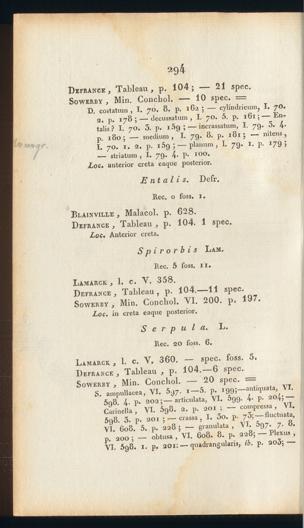 294
DEFRANCE, Tableau, p. 104; — 21 spec.
SOWERBY, Min. Conchol. — 10 spec. =
D. costatum, I. 70. 8. p. 162; — cylindricum, I. 70.
2. p. 178; — decussatum, I. 70. 5. p. 161; — En-
talis? I. 70. 3. p. 159; — incrassatum, I. 79. 3. 4.
p. 180; — medium, I. 79. 8. p. 181; — nitens,
I. 70. 1. 2. p. 159; — planum, I. 79. 1. p. 179;
— striatum, I. 79. 4. p. 100.
Loc. anterior creta eaque posterior.
Entalis. Defr.
Rec. 0 foss. 1.
BLAINVILLE, Malacol. p. 628.
DEFRANCE, Tableau, p. 104. 1 spec.
Loc. Anterior creta.
Spirorbis LAM.
Rec. 5 foss. 11.
LAMARCK, l. c. V. 358.
DEFRANCE, Tableau, p. 104.—11 spec.
SOWERBY, Min. Conchol. VI. 200. p. 197.
Loc. in creta eaque posterior.
Serpula. L.
Rec. 20 foss. 6.
LAMARCK, l. c. V. 360. — spec. foss. 5.
DEFRANCE, Tableau, p. 104.—6 spec.
SOWERBY, Min. Conchol. — 20 spec. =
S. ampullacea, VI. 597. 1—5. p. 199;—antiquata, VI.
598. 4. p. 202;— articulata, VI. 599. 4. p. 204;—
Carinella, VI. 598. 2. p. 201; — compressa, VI.
598. 3. p. 201; — crassa, I. 30. p. 73;—fluctuata,
VI. 608. 5. p. 228; — granulata, VI. 597. 7. 8.
p. 200; — obtusa, VI. 608. 8. p. 228; — Plexus,
VI. 598. 1. p. 201:— quadrangularis, ib. p. 203; —